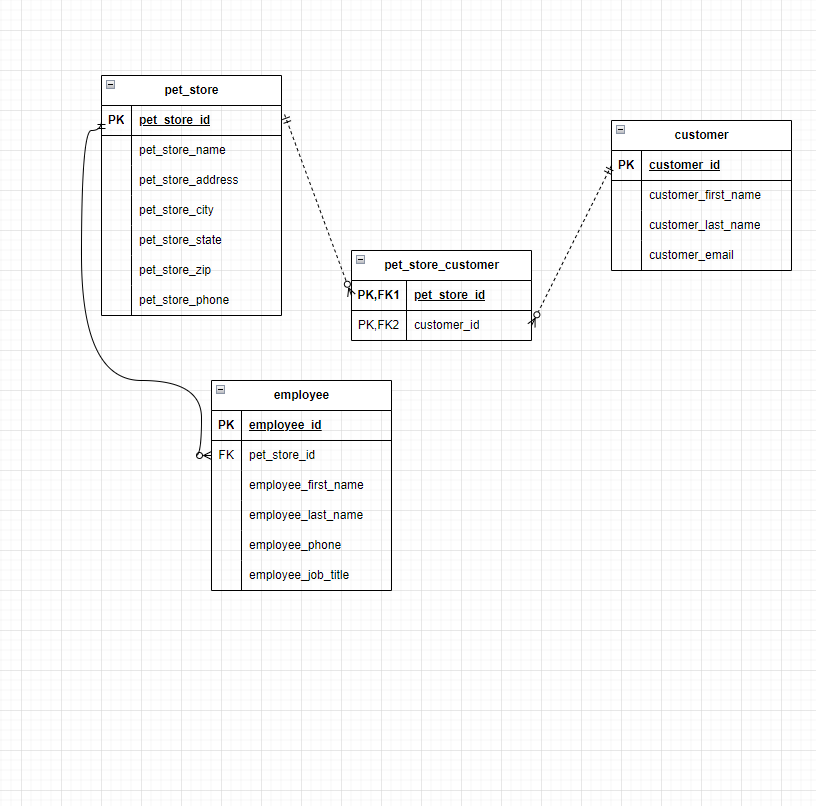 pet_store
PK pet_store_id
pet_store_name
pet_store_address
pet_store_city
pet_store_state
pet_store_zip
pet_store_phone
customer
PK customer_id
customer_first_name
customer_last_name
customer_email
pet_store_customer
PK,FK1 pet_store_id
PK,FK2 customer_id
employee
PK employee_id
FK pet_store_id
employee_first_name
employee_last_name
employee_phone
employee_job_title